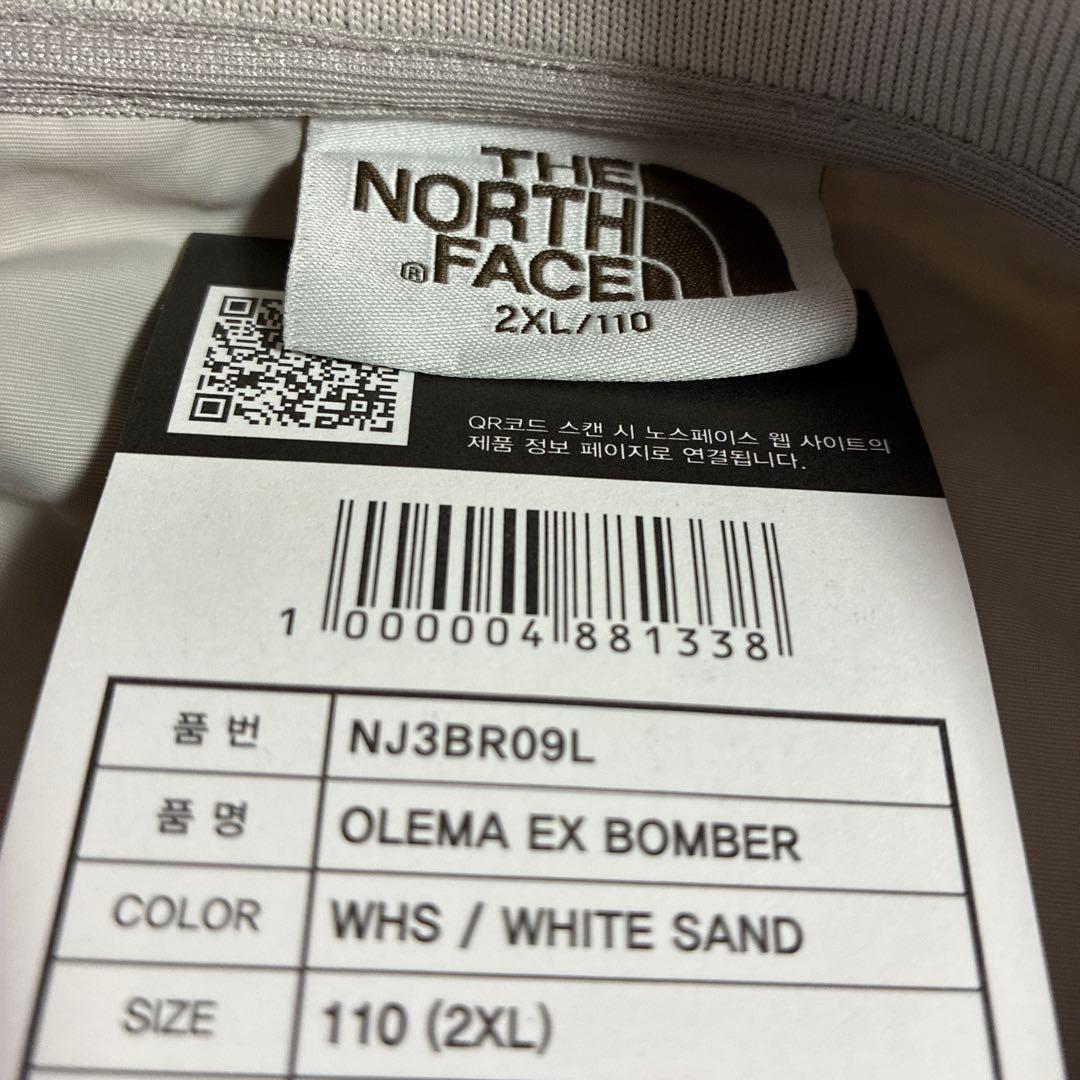 THE
NORTH
® FACE
2XL/110
QR코드 스캔 시 노스페이스 웹 사이트의
제품 정보 페이지로 연결됩니다.
1 000004 881338
품 번 NJ3BR09L
품 명 OLEMA EX BOMBER
COLOR WHS / WHITE SAND
SIZE 110 (2XL)